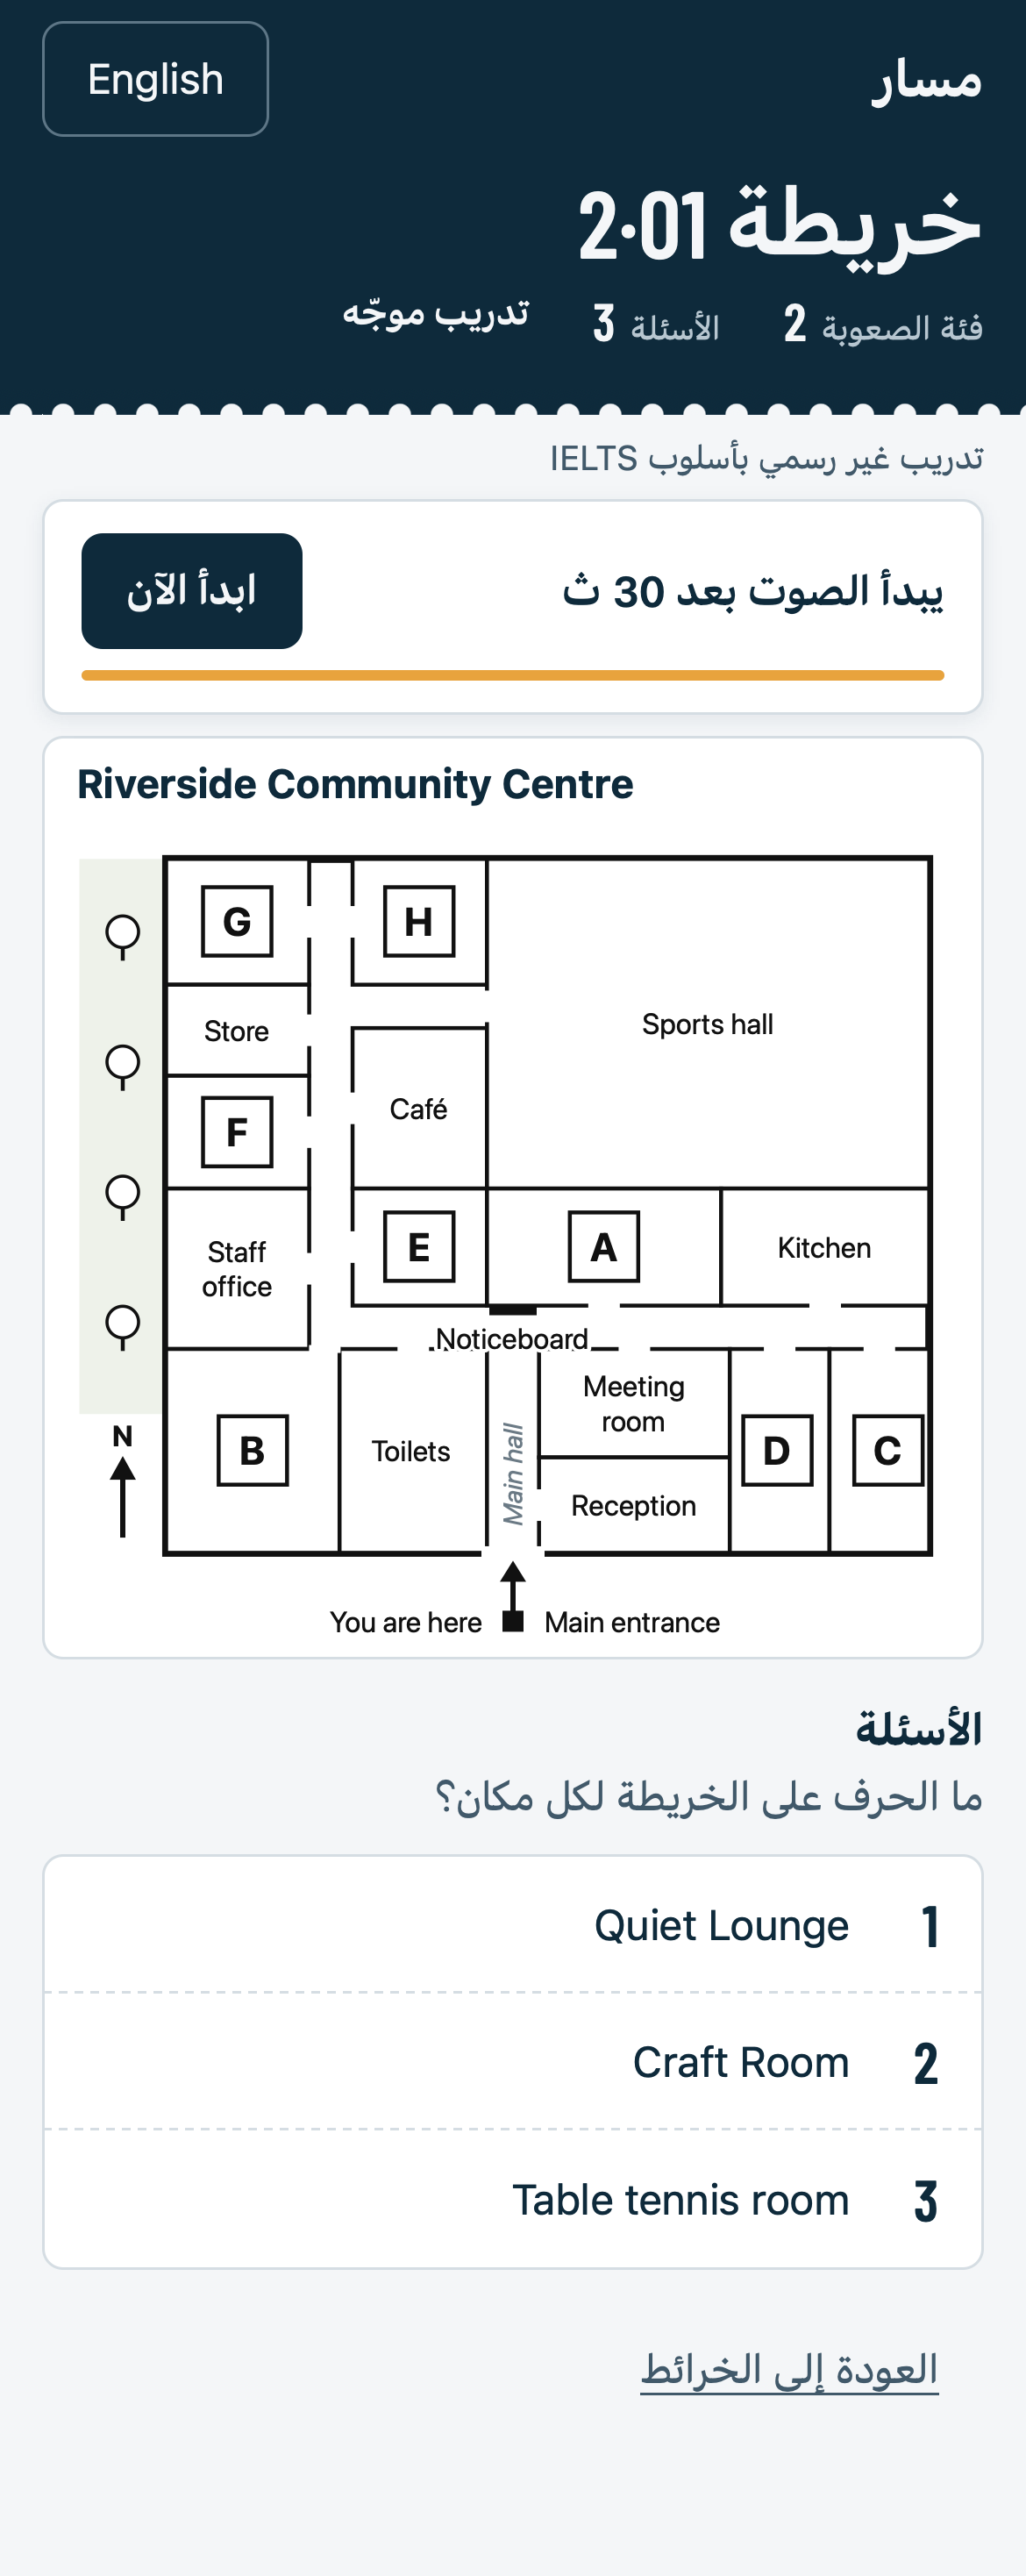 مسار
English
خريطة 2·01
فئة الصعوبة 2 الأسئلة 3 تدريب موجّه
تدريب غير رسمي بأسلوب IELTS
يبدأ الصوت بعد 30 ث
ابدأ الآن
Riverside Community Centre
G
H
Sports hall
Store
Café
F
Staff
office
E
A
Kitchen
Noticeboard
Meeting
room
N
B
Toilets
Main hall
D
C
Reception
You are here
Main entrance
الأسئلة
ما الحرف على الخريطة لكل مكان؟
1 Quiet Lounge
2 Craft Room
3 Table tennis room
العودة إلى الخرائط